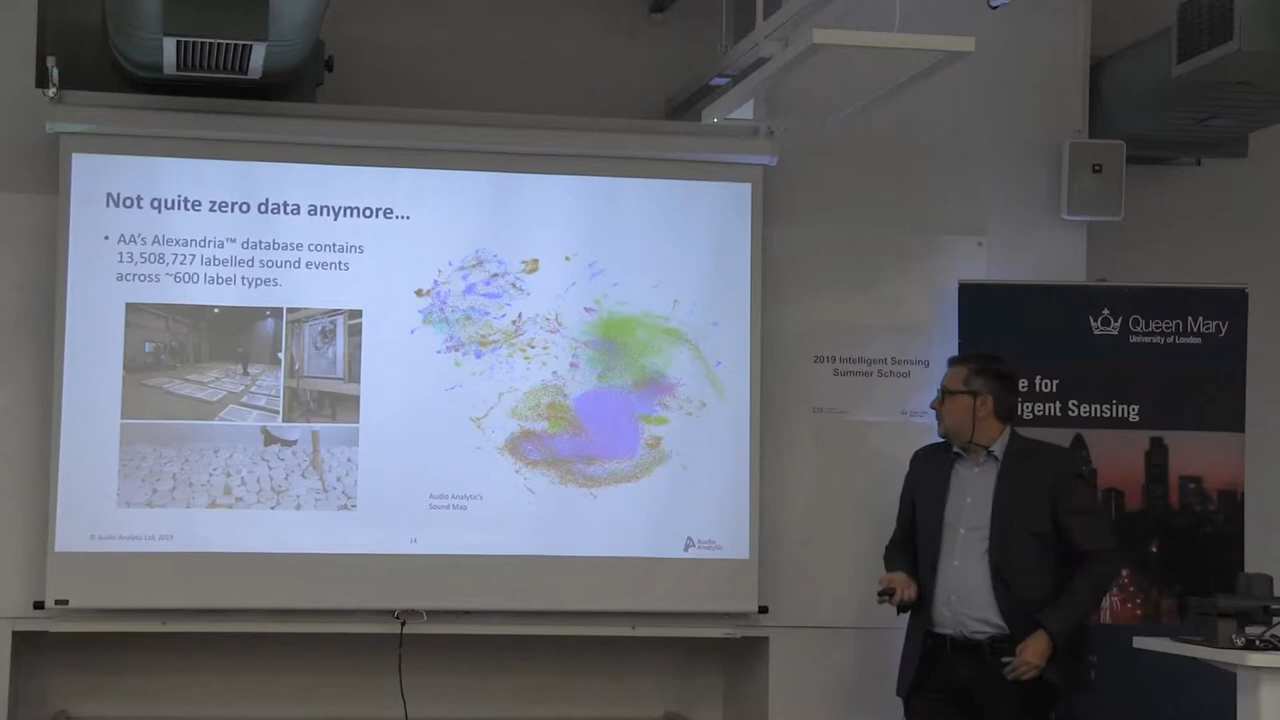 Not quite zero data anymore...
• AA's Alexandria™ database contains
13,508,727 labelled sound events
across ~600 label types.
Audio Analytic's
Sound Map
© Audio Analytic Ltd, 2019
14
Audio
Analytic
2019 Intelligent Sensing
Summer School
Queen Mary
University of London
e for
igent Sensing